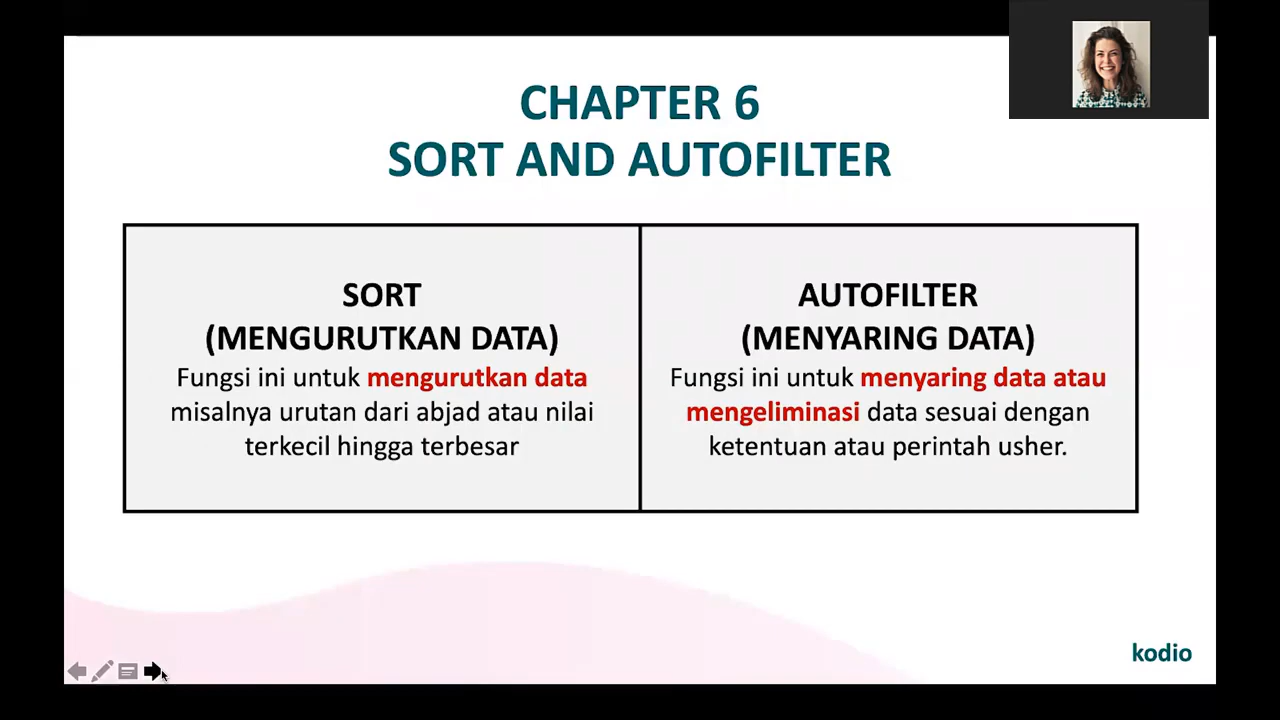 CHAPTER 6
SORT AND AUTOFILTER
SORT
(MENGURUTKAN DATA)
Fungsi ini untuk mengurutkan data
misalnya urutan dari abjad atau nilai
terkecil hingga terbesar
AUTOFILTER
(MENYARING DATA)
Fungsi ini untuk menyaring data atau
mengeliminasi data sesuai dengan
ketentuan atau perintah usher.
kodio